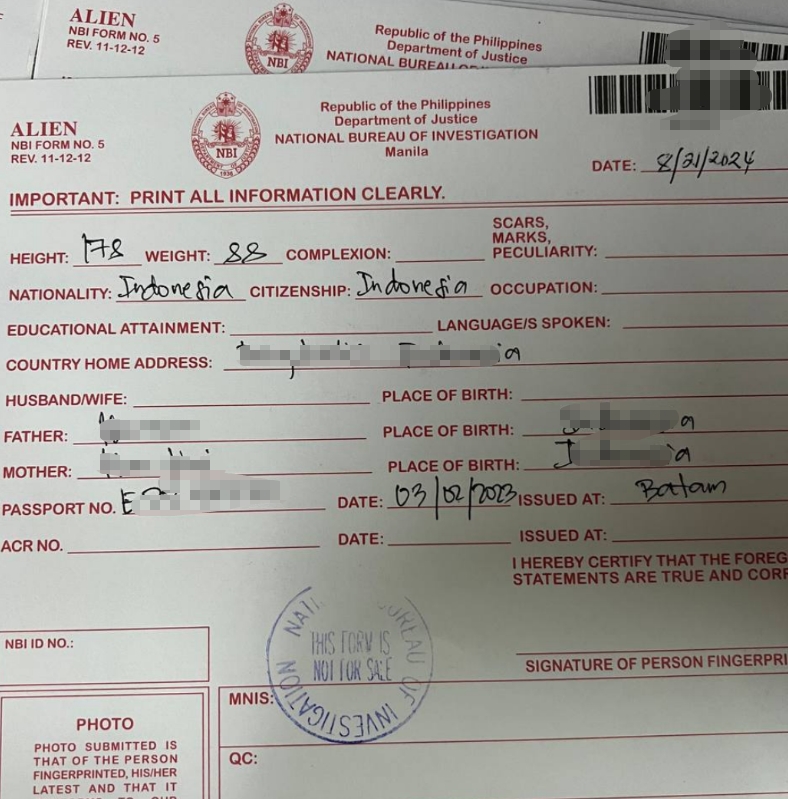 ALIEN
NBI FORM NO. 5
REV. 11-12-12
NBI
Republic of the Philippines
Department of Justice
NATIONAL BUREAU
ALIEN
NBI FORM NO. 5
REV. 11-12-12
NBI
1936
Republic of the Philippines
Department of Justice
NATIONAL BUREAU OF INVESTIGATION
Manila
DATE: 8/21/2024
IMPORTANT: PRINT ALL INFORMATION CLEARLY.
HEIGHT: 178 WEIGHT: 88 COMPLEXION: SCARS, MARKS, PECULIARITY:
NATIONALITY: Indonesia CITIZENSHIP: Indonesia OCCUPATION:
EDUCATIONAL ATTAINMENT: LANGUAGE/S SPOKEN:
COUNTRY HOME ADDRESS:
HUSBAND/WIFE: PLACE OF BIRTH:
FATHER: PLACE OF BIRTH:
MOTHER: PLACE OF BIRTH:
PASSPORT NO. E DATE: 03/02/2023 ISSUED AT: Batam
ACR NO. DATE: ISSUED AT:
I HEREBY CERTIFY THAT THE FOREG
STATEMENTS ARE TRUE AND CORR
NBI ID NO.:
NATI BUREAU OF INVESTIGATION
THIS FORM IS
NOT FOR SALE
SIGNATURE OF PERSON FINGERPRI
MNIS:
QC:
PHOTO
PHOTO SUBMITTED IS
THAT OF THE PERSON
FINGERPRINTED, HIS/HER
LATEST AND THAT IT